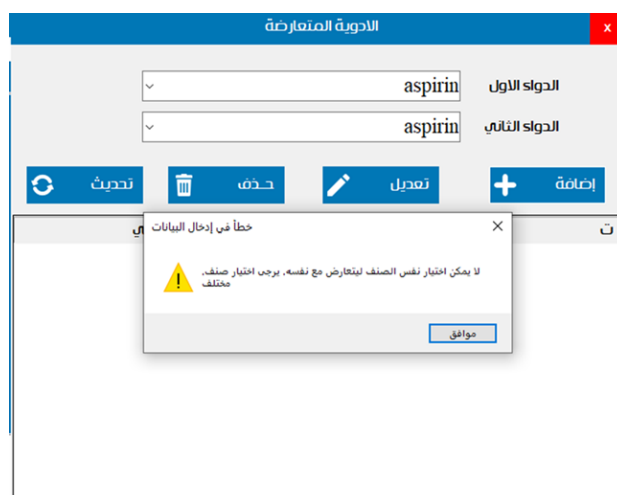 الادوية المتعارضة
x
الدواء الاول
aspirin
الدواء الثاني
aspirin
إضافة
تعديل
حـذف
تحديث
ت
خطأ في إدخال البيانات
لا يمكن اختيار نفس الصنف ليتعارض مع نفسه. يرجى اختيار صنف.
مختلف
موافق